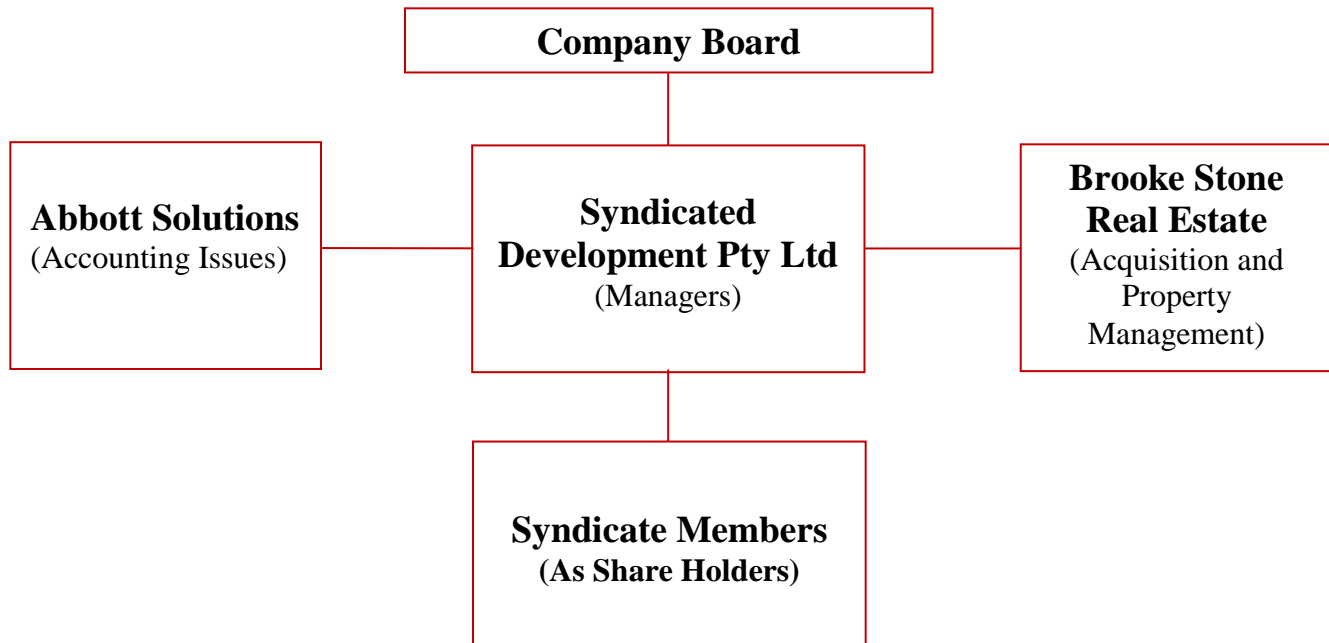 Company Board
Abbott Solutions
(Accounting Issues)
Syndicated
Development Pty Ltd
(Managers)
Brooke Stone
Real Estate
(Acquisition and
Property
Management)
Syndicate Members
(As Share Holders)